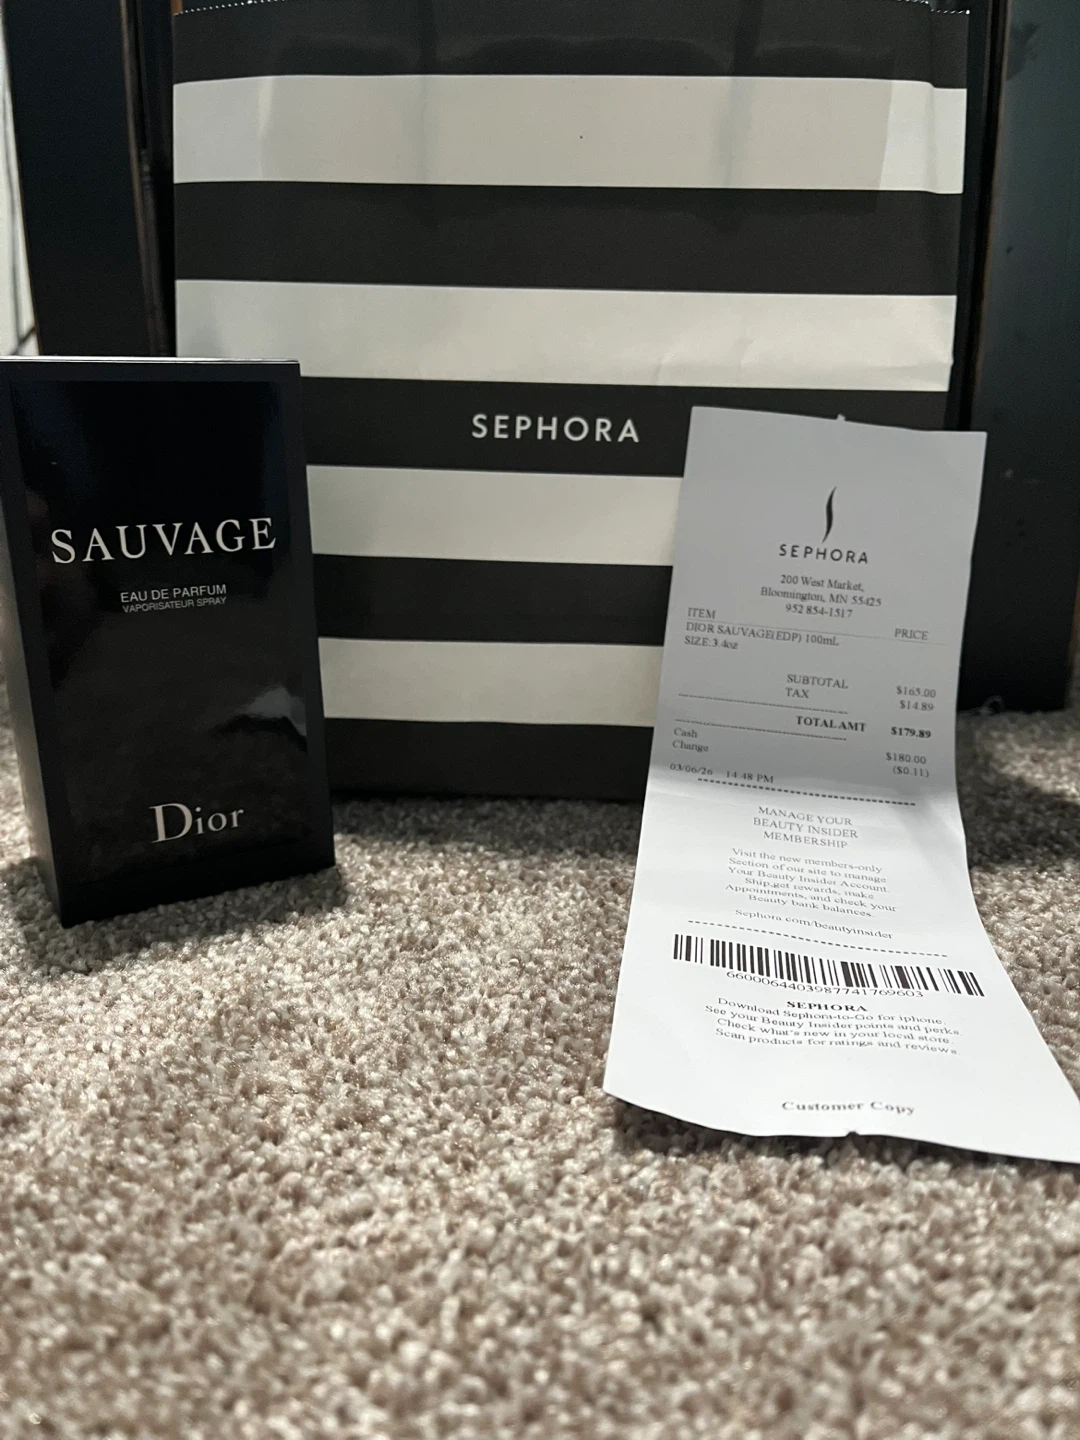 SEPHORA
SAUVAGE
EAU DE PARFUM
VAPORISATEUR SPRAY
Dior
SEPHORA
200 West Market,
Bloomington, MN 55425
952 854-1517
ITEM PRICE
DIOR SAUVAGE(EDP) 100mL
SIZE:3.4oz
SUBTOTAL $165.00
TAX $14.89
TOTAL AMT $179.89
Cash $180.00
Change ($0.11)
03/06/26 14:48 PM
MANAGE YOUR
BEAUTY INSIDER
MEMBERSHIP
Visit the new members-only
Section of our site to manage
Your Beauty Insider Account.
Ship,get rewards, make
Appointments, and check your
Beauty bank balances.
Sephora.com/beautyinsider
6600064403987741769603
SEPHORA
Download Sephora-to-Go for iphone.
See your Beauty Insider points and perks.
Check what's new in your local store.
Scan products for ratings and reviews.
Customer Copy